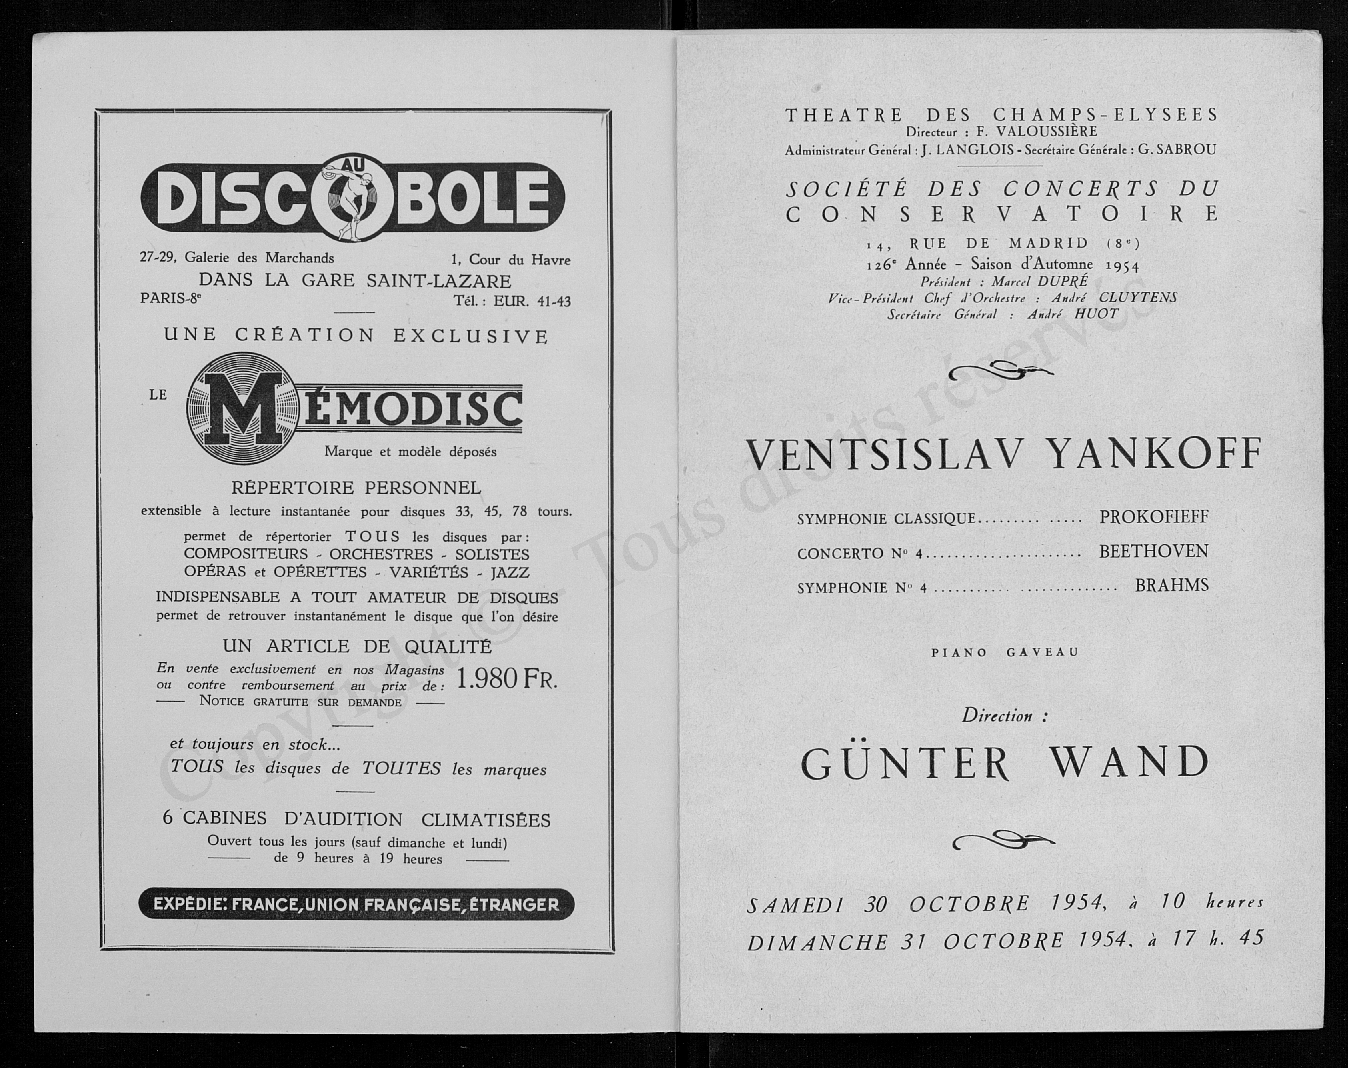 AU
DISCOBOLE
27-29, Galerie des Marchands 1, Cour du Havre
DANS LA GARE SAINT-LAZARE
PARIS-8e Tél. : EUR. 41-43
UNE CRÉATION EXCLUSIVE
LE MÉMODISC
Marque et modèle déposés
RÉPERTOIRE PERSONNEL
extensible à lecture instantanée pour disques 33, 45, 78 tours.
permet de répertorier TOUS les disques par :
COMPOSITEURS - ORCHESTRES - SOLISTES
OPÉRAS et OPÉRETTES - VARIÉTÉS - JAZZ
INDISPENSABLE A TOUT AMATEUR DE DISQUES
permet de retrouver instantanément le disque que l'on désire
UN ARTICLE DE QUALITÉ
En vente exclusivement en nos Magasins
ou contre remboursement au prix de : 1.980 FR.
NOTICE GRATUITE SUR DEMANDE
et toujours en stock...
TOUS les disques de TOUTES les marques
6 CABINES D'AUDITION CLIMATISÉES
Ouvert tous les jours (sauf dimanche et lundi)
de 9 heures à 19 heures
EXPÉDIE: FRANCE, UNION FRANÇAISE, ÉTRANGER
THEATRE DES CHAMPS-ELYSEES
Directeur : F. VALOUSSIÈRE
Administrateur Général : J. LANGLOIS - Secrétaire Générale : G. SABROU
SOCIÉTÉ DES CONCERTS DU
CONSERVATOIRE
14, RUE DE MADRID (8e)
126e Année - Saison d'Automne 1954
Président : Marcel DUPRÉ
Vice-Président Chef d'Orchestre : André CLUYTENS
Secrétaire Général : André HUOT
VENTSISLAV YANKOFF
SYMPHONIE CLASSIQUE......... ..... PROKOFIEFF
CONCERTO No 4...................... BEETHOVEN
SYMPHONIE No 4 ........... .............. BRAHMS
PIANO GAVEAU
Direction :
GÜNTER WAND
SAMEDI 30 OCTOBRE 1954, à 10 heures
DIMANCHE 31 OCTOBRE 1954, à 17 h. 45
Copyright © - Tous droits réservés